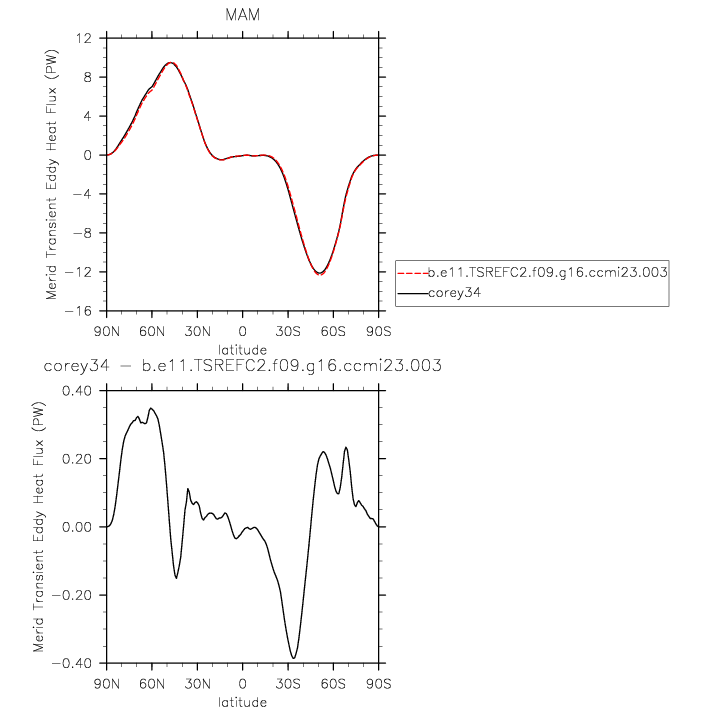 MAM
Merid Transient Eddy Heat Flux (PW)
12
8
4
0
−4
−8
−12
−16
90N 60N 30N 0 30S 60S 90S
latitude
b.e11.TSREFC2.f09.g16.ccmi23.003
corey34
corey34 − b.e11.TSREFC2.f09.g16.ccmi23.003
Merid Transient Eddy Heat Flux (PW)
0.40
0.20
0.00
−0.20
−0.40
90N 60N 30N 0 30S 60S 90S
latitude